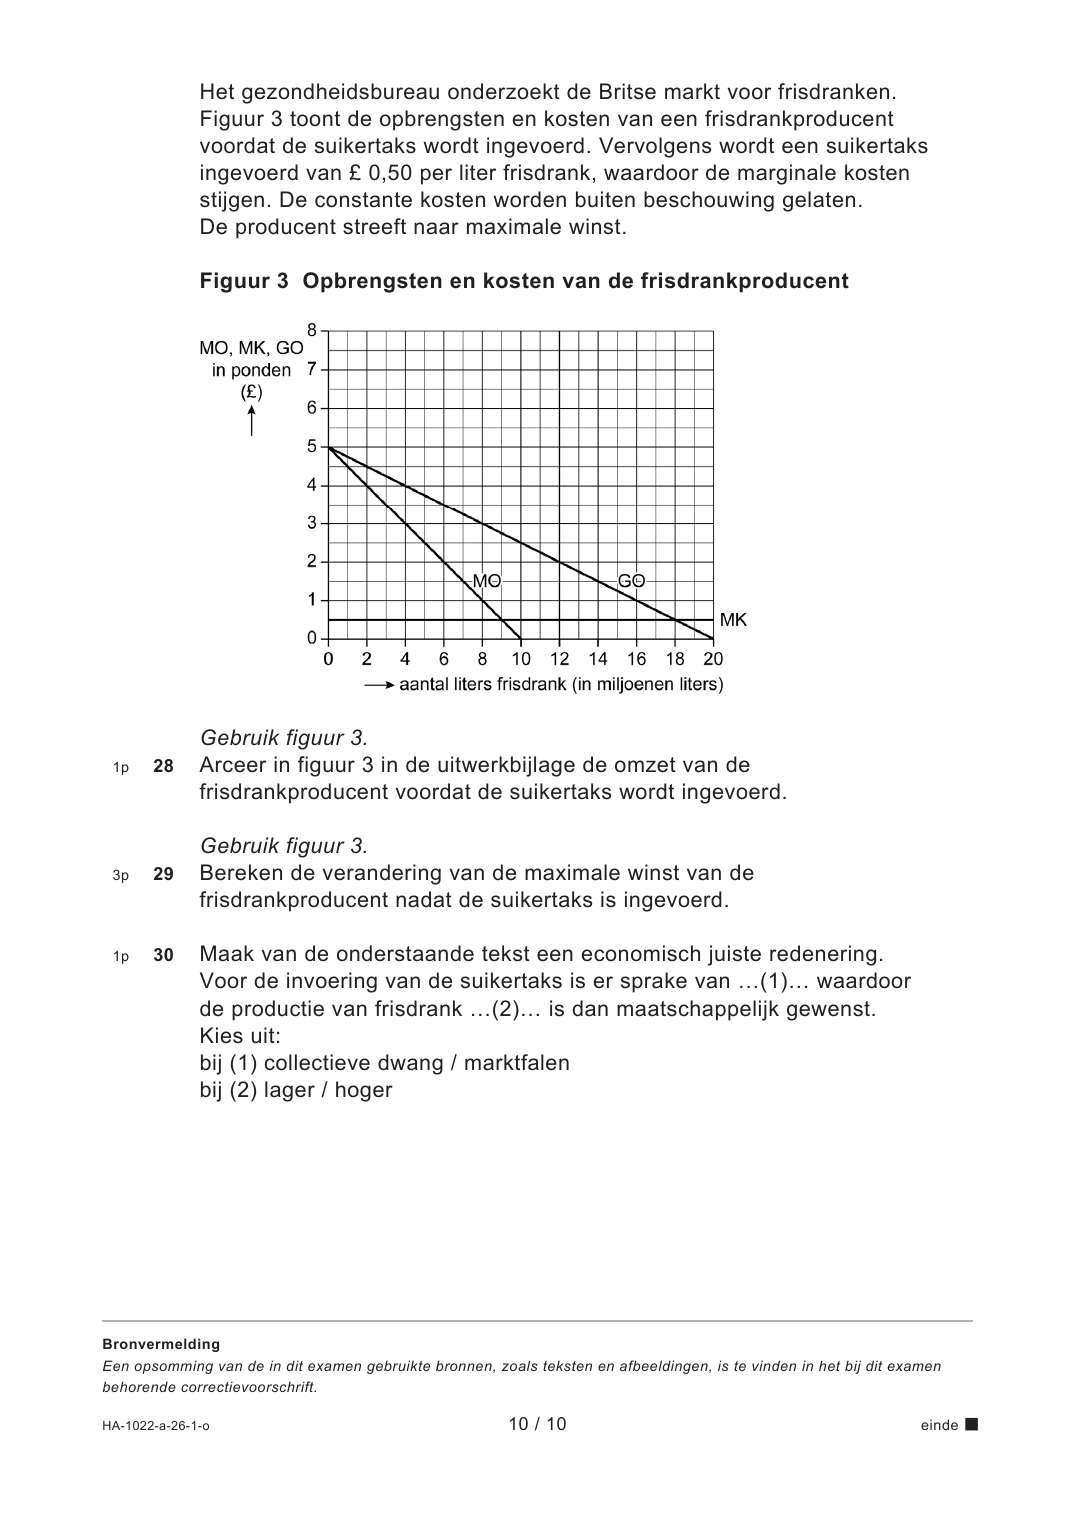 Het gezondheidsbureau onderzoekt de Britse markt voor frisdranken.
Figuur 3 toont de opbrengsten en kosten van een frisdrankproducent
voordat de suikertaks wordt ingevoerd. Vervolgens wordt een suikertaks
ingevoerd van £ 0,50 per liter frisdrank, waardoor de marginale kosten
stijgen. De constante kosten worden buiten beschouwing gelaten.
De producent streeft naar maximale winst.
Figuur 3  Opbrengsten en kosten van de frisdrankproducent
MO, MK, GO
in ponden
(£)
8
7
6
5
4
3
2
1
0
MO
GO
MK
0 2 4 6 8 10 12 14 16 18 20
aantal liters frisdrank (in miljoenen liters)
Gebruik figuur 3.
1p 28 Arceer in figuur 3 in de uitwerkbijlage de omzet van de
frisdrankproducent voordat de suikertaks wordt ingevoerd.
Gebruik figuur 3.
3p 29 Bereken de verandering van de maximale winst van de
frisdrankproducent nadat de suikertaks is ingevoerd.
1p 30 Maak van de onderstaande tekst een economisch juiste redenering.
Voor de invoering van de suikertaks is er sprake van …(1)… waardoor
de productie van frisdrank …(2)… is dan maatschappelijk gewenst.
Kies uit:
bij (1) collectieve dwang / marktfalen
bij (2) lager / hoger
Bronvermelding
Een opsomming van de in dit examen gebruikte bronnen, zoals teksten en afbeeldingen, is te vinden in het bij dit examen
behorende correctievoorschrift.
HA-1022-a-26-1-o 10 / 10 einde ■